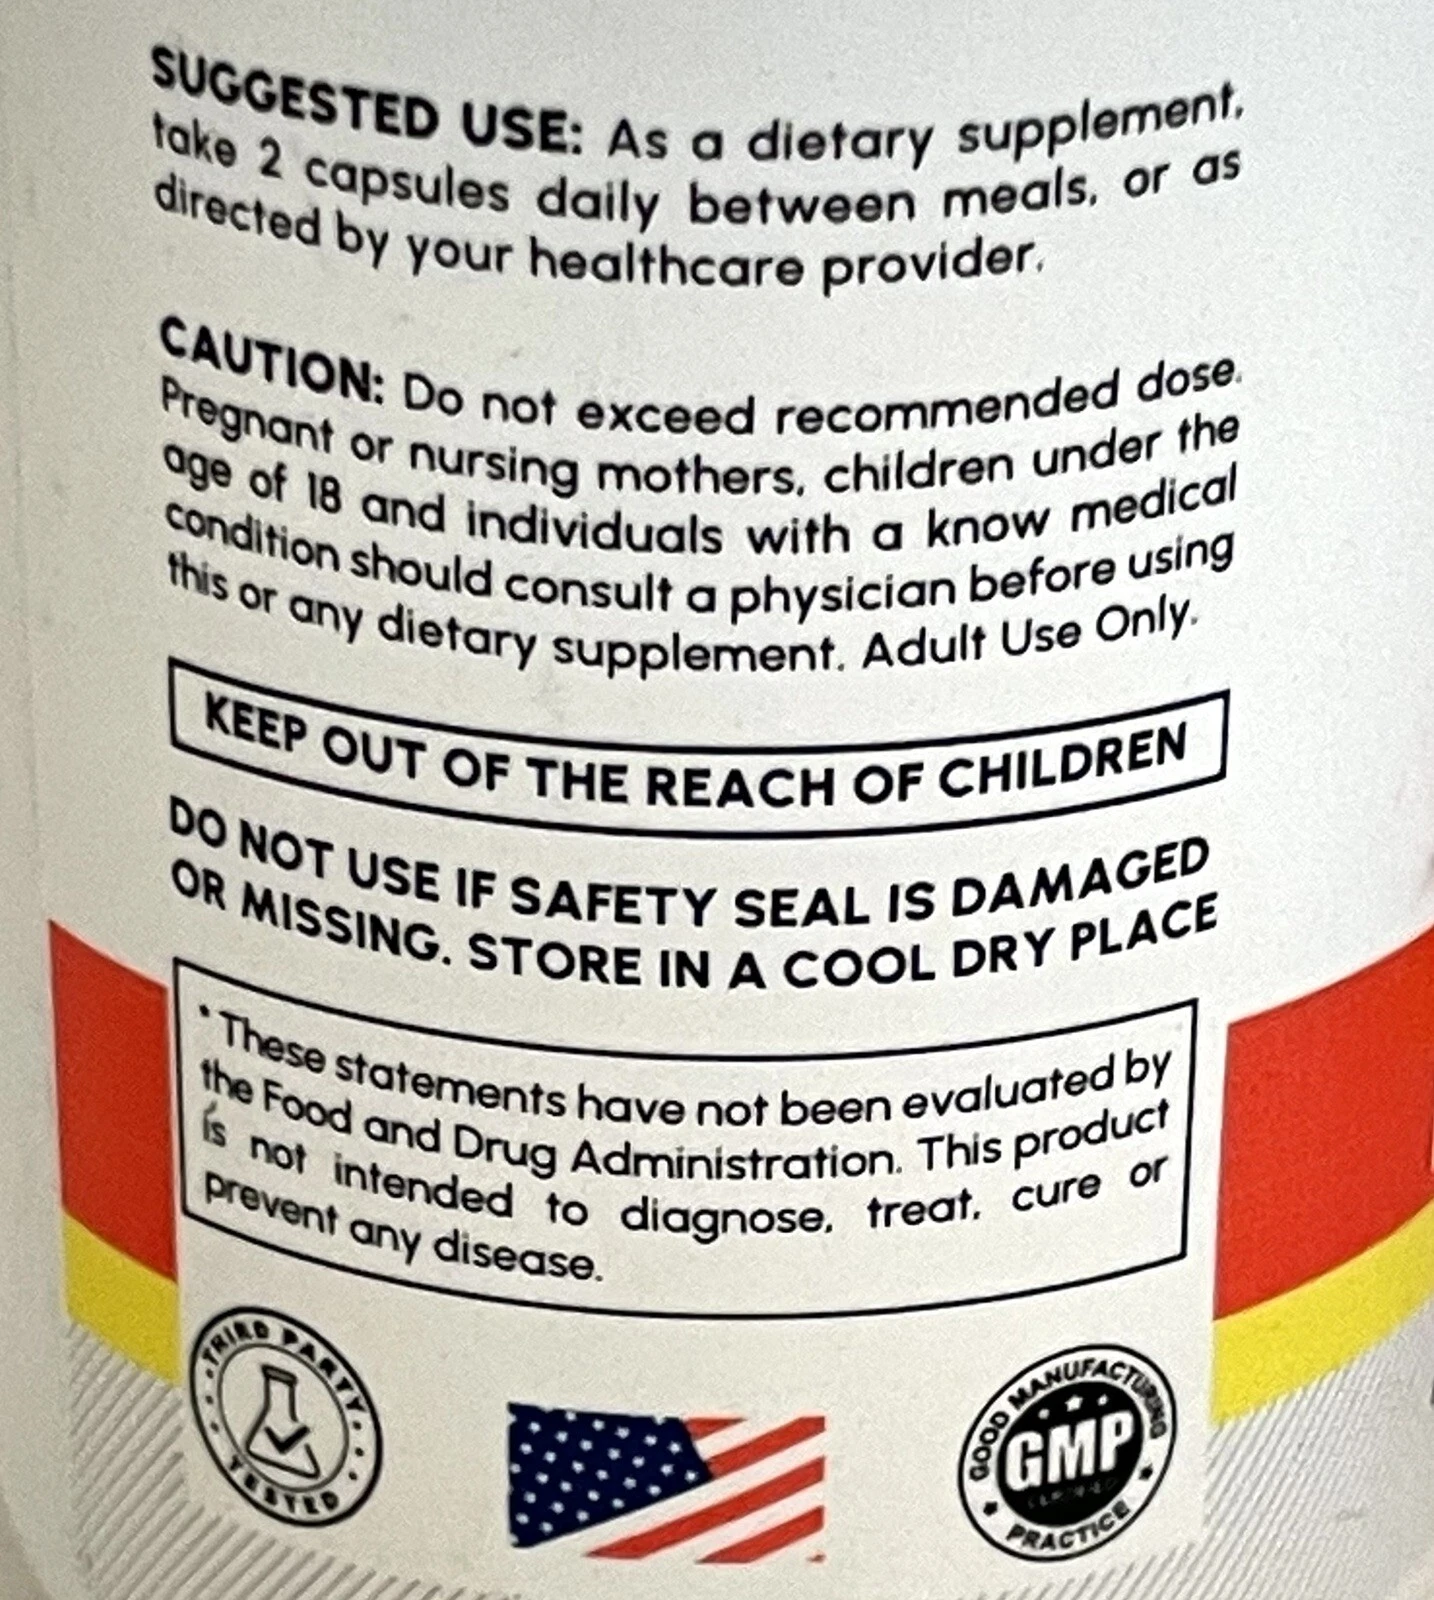 SUGGESTED USE: As a dietary supplement,
take 2 capsules daily between meals, or as
directed by your healthcare provider.
CAUTION: Do not exceed recommended dose.
Pregnant or nursing mothers, children under the
age of 18 and individuals with a know medical
condition should consult a physician before using
this or any dietary supplement. Adult Use Only.
KEEP OUT OF THE REACH OF CHILDREN
DO NOT USE IF SAFETY SEAL IS DAMAGED
OR MISSING. STORE IN A COOL DRY PLACE
*These statements have not been evaluated by
the Food and Drug Administration. This product
is not intended to diagnose, treat, cure or
prevent any disease.
THIRD PARTY
TESTED
GOOD MANUFACTURING
GMP
PRACTICE